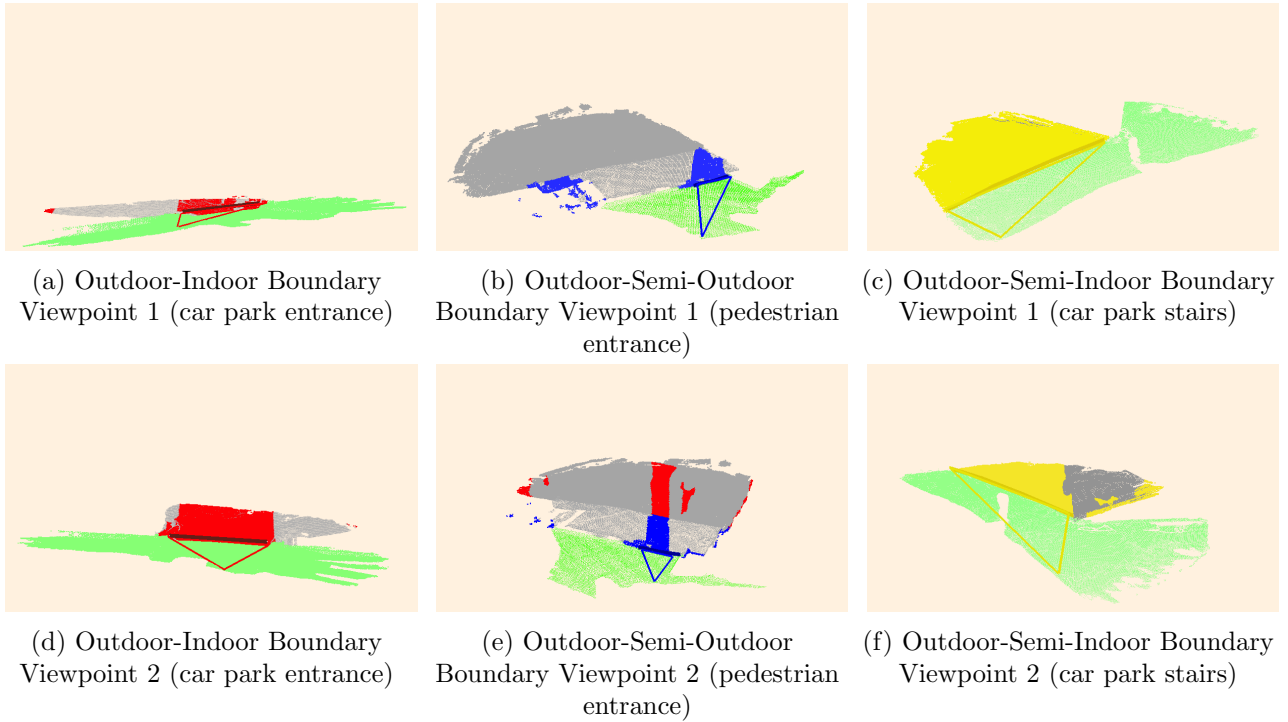 (a) Outdoor-Indoor Boundary
Viewpoint 1 (car park entrance)
(b) Outdoor-Semi-Outdoor
Boundary Viewpoint 1 (pedestrian
entrance)
(c) Outdoor-Semi-Indoor Boundary
Viewpoint 1 (car park stairs)
(d) Outdoor-Indoor Boundary
Viewpoint 2 (car park entrance)
(e) Outdoor-Semi-Outdoor
Boundary Viewpoint 2 (pedestrian
entrance)
(f) Outdoor-Semi-Indoor Boundary
Viewpoint 2 (car park stairs)